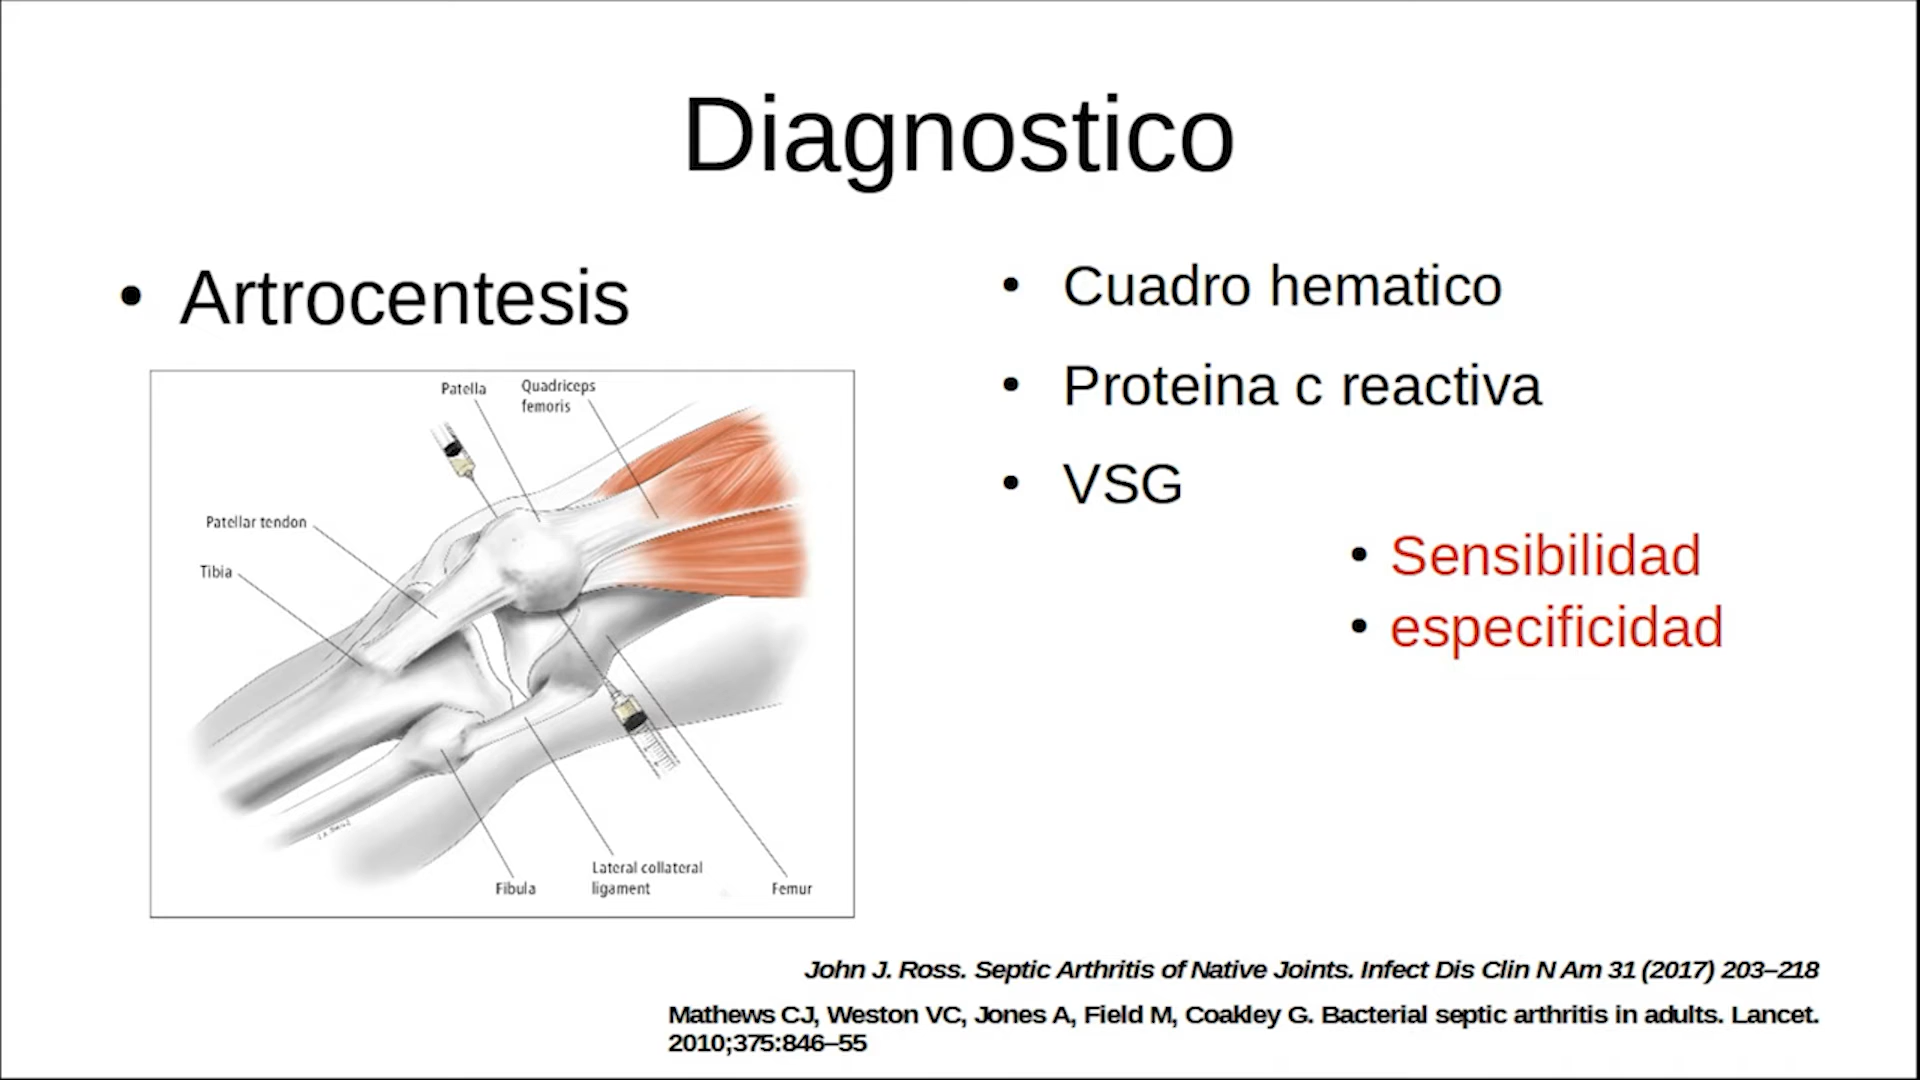 Diagnostico
• Artrocentesis
Patella
Quadriceps
femoris
Patellar tendon
Tibia
Fibula
Lateral collateral
ligament
Femur
• Cuadro hematico
• Proteina c reactiva
• VSG
• Sensibilidad
• especificidad
John J. Ross. Septic Arthritis of Native Joints. Infect Dis Clin N Am 31 (2017) 203–218
Mathews CJ, Weston VC, Jones A, Field M, Coakley G. Bacterial septic arthritis in adults. Lancet.
2010;375:846–55